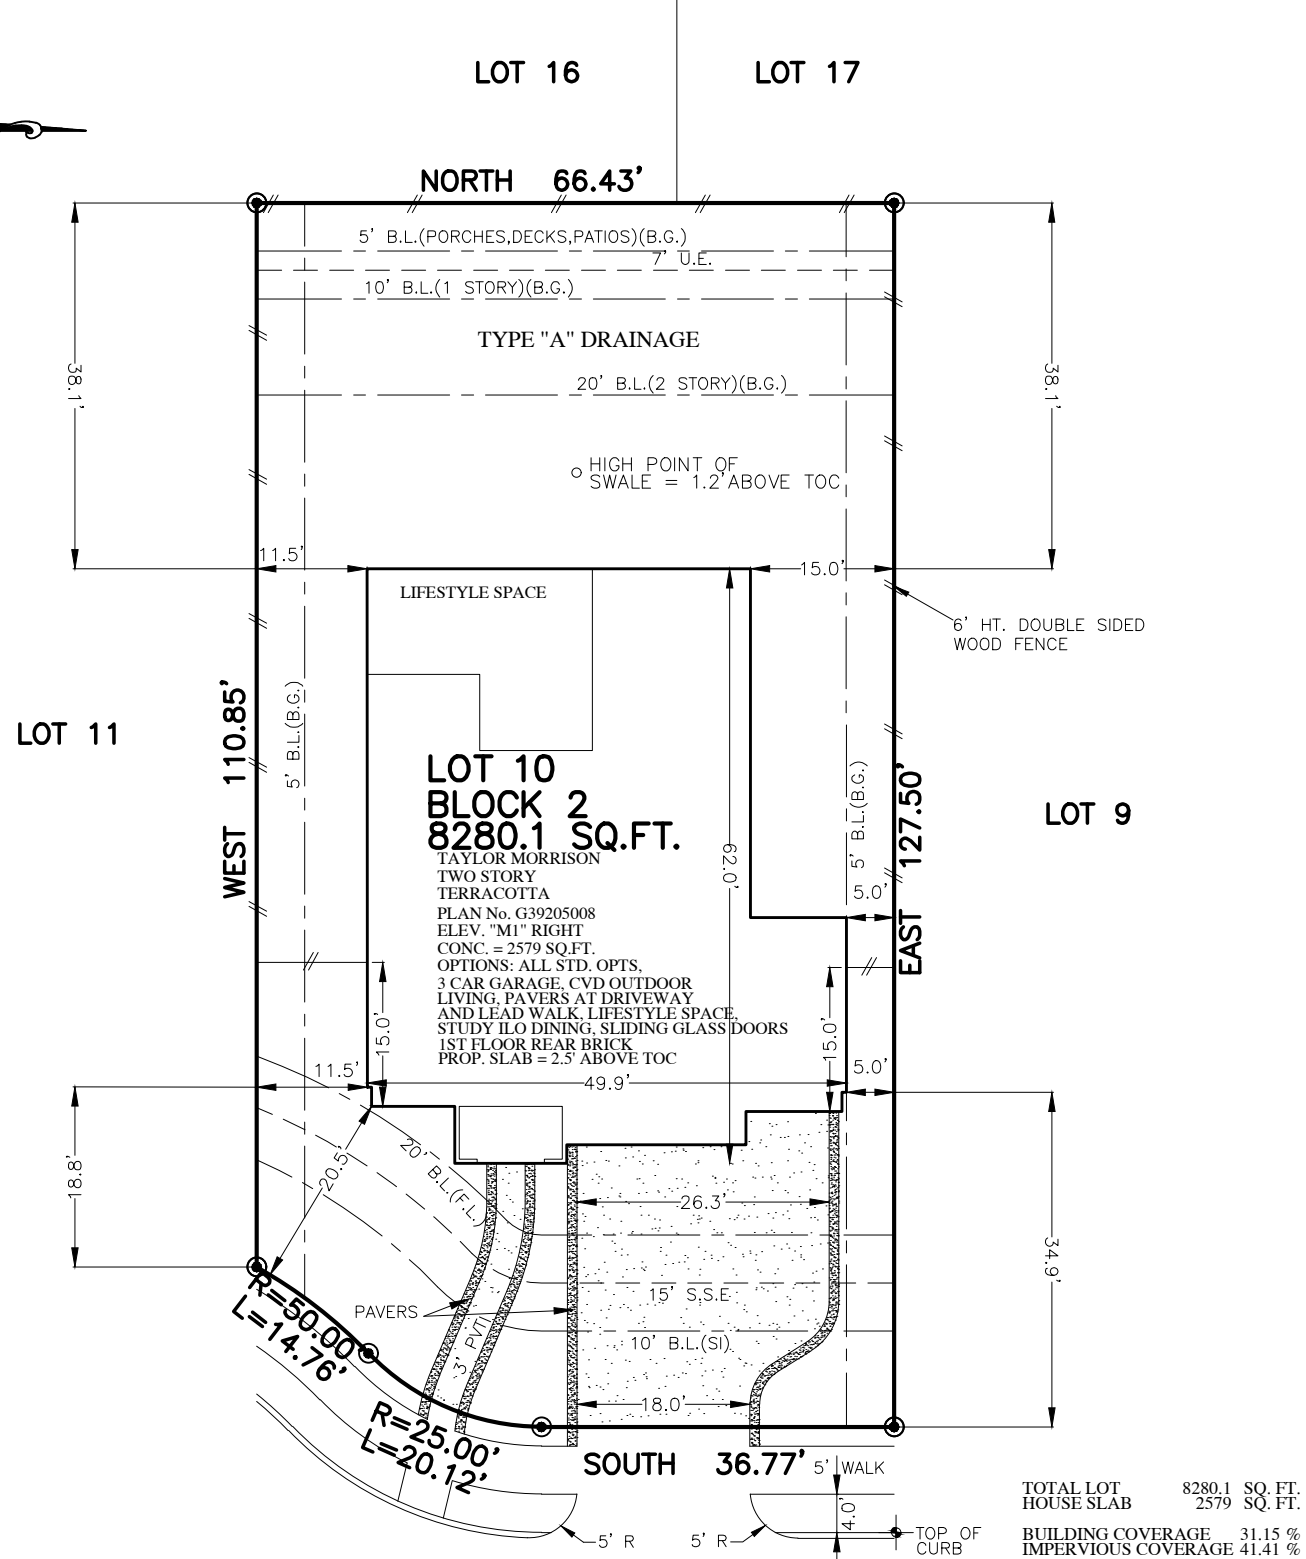 LOT 16
LOT 17
NORTH 66.43'
5' B.L.(PORCHES,DECKS,PATIOS)(B.G.)
7' U.E.
10' B.L.(1 STORY)(B.G.)
TYPE "A" DRAINAGE
20' B.L.(2 STORY)(B.G.)
38.1'
38.1'
HIGH POINT OF
SWALE = 1.2' ABOVE TOC
11.5'
15.0'
LIFESTYLE SPACE
6' HT. DOUBLE SIDED
WOOD FENCE
LOT 11
WEST 110.85'
5' B.L.(B.G.)
LOT 10
BLOCK 2
8280.1 SQ.FT.
TAYLOR MORRISON
TWO STORY
TERRACOTTA
PLAN No. G39205008
ELEV. "M1" RIGHT
CONC. = 2579 SQ.FT.
OPTIONS: ALL STD. OPTS,
3 CAR GARAGE, CVD OUTDOOR
LIVING, PAVERS AT DRIVEWAY
AND LEAD WALK, LIFESTYLE SPACE,
STUDY ILO DINING, SLIDING GLASS DOORS
1ST FLOOR REAR BRICK
PROP. SLAB = 2.5' ABOVE TOC
62.0'
5' B.L.(B.G.)
EAST 127.50'
LOT 9
5.0'
15.0'
15.0'
11.5'
49.9'
5.0'
18.8'
20.5'
20' B.L.(F.L.)
26.3'
34.9'
R=50.00'
L=14.76'
PAVERS
3' PVT
15' S.S.E
10' B.L.(SI)
18.0'
R=25.00'
L=20.12'
SOUTH 36.77'
5' WALK
4.0'
5' R
5' R
TOP OF
CURB
TOTAL LOT 8280.1 SQ. FT.
HOUSE SLAB 2579 SQ. FT.
BUILDING COVERAGE 31.15 %
IMPERVIOUS COVERAGE 41.41 %